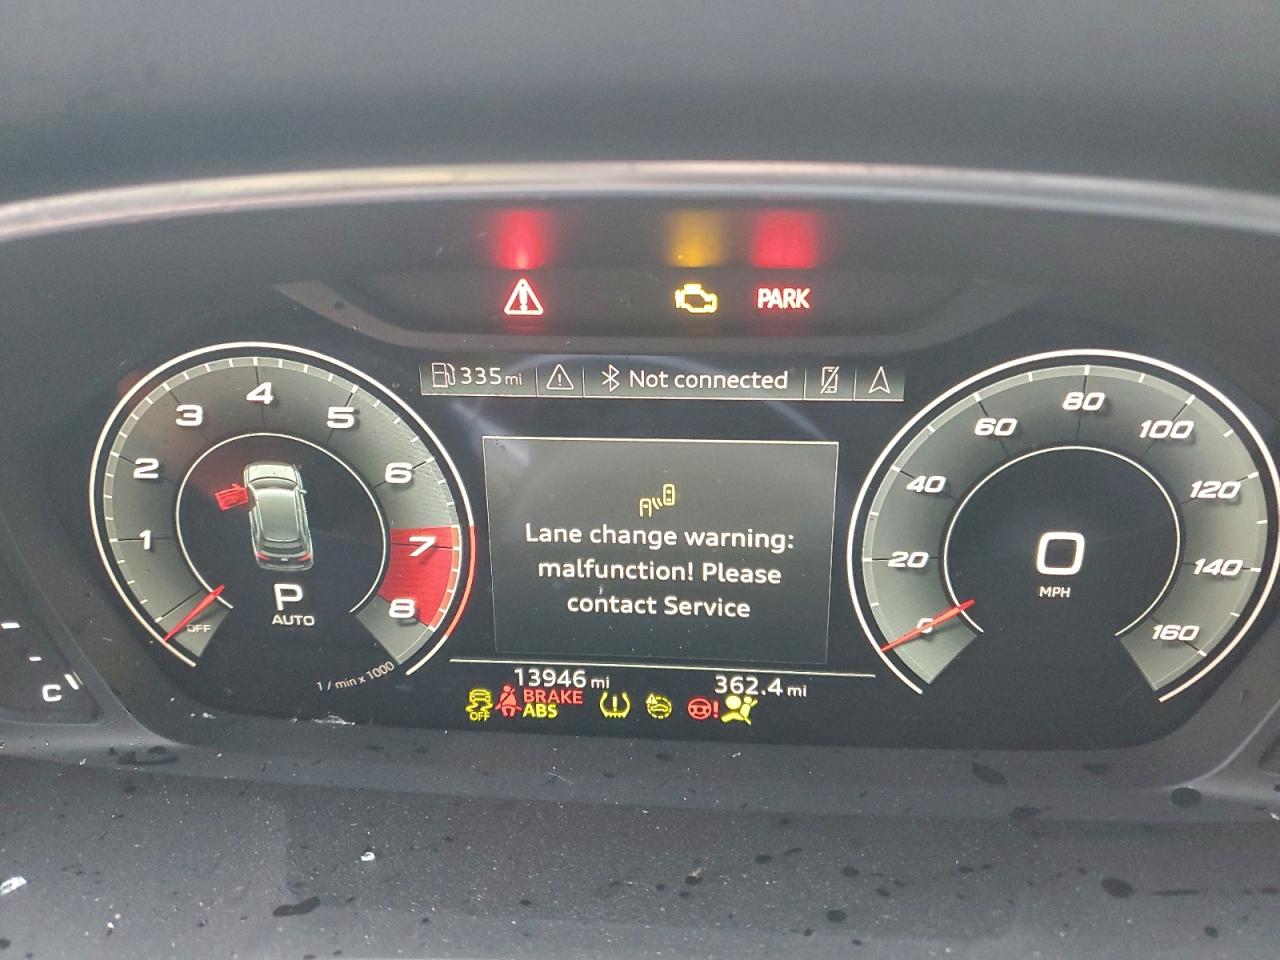 PARK
335 mi
Not connected
1
2
3
4
5
6
7
8
OFF
P
AUTO
1 / min x 1000
Lane change warning:
malfunction! Please
contact Service
0
20
40
60
80
100
120
140
160
0
MPH
13946 mi
362.4 mi
OFF
BRAKE
ABS
C